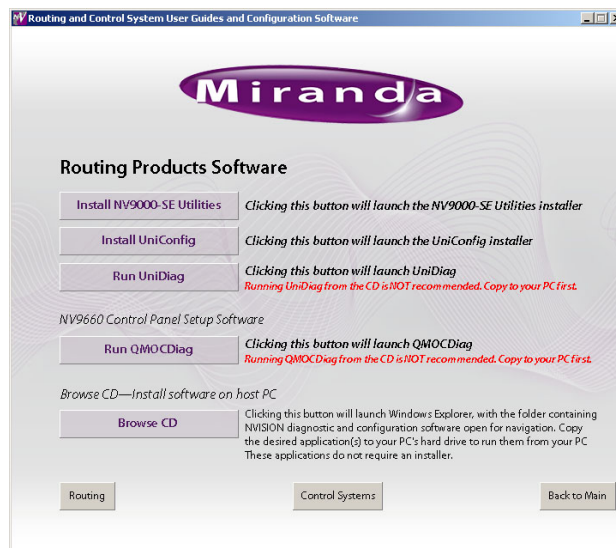 Routing and Control System User Guides and Configuration Software
Miranda
Routing Products Software
Install NV9000-SE Utilities
Clicking this button will launch the NV9000-SE Utilities installer
Install UniConfig
Clicking this button will launch the UniConfig installer
Run UniDiag
Clicking this button will launch UniDiag
Running UniDiag from the CD is NOT recommended. Copy to your PC first.
NV9660 Control Panel Setup Software
Run QMOCDiag
Clicking this button will launch QMOCDiag
Running QMOCDiag from the CD is NOT recommended. Copy to your PC first.
Browse CD—Install software on host PC
Browse CD
Clicking this button will launch Windows Explorer, with the folder containing
NVISION diagnostic and configuration software open for navigation. Copy
the desired application(s) to your PC's hard drive to run them from your PC
These applications do not require an installer.
Routing
Control Systems
Back to Main